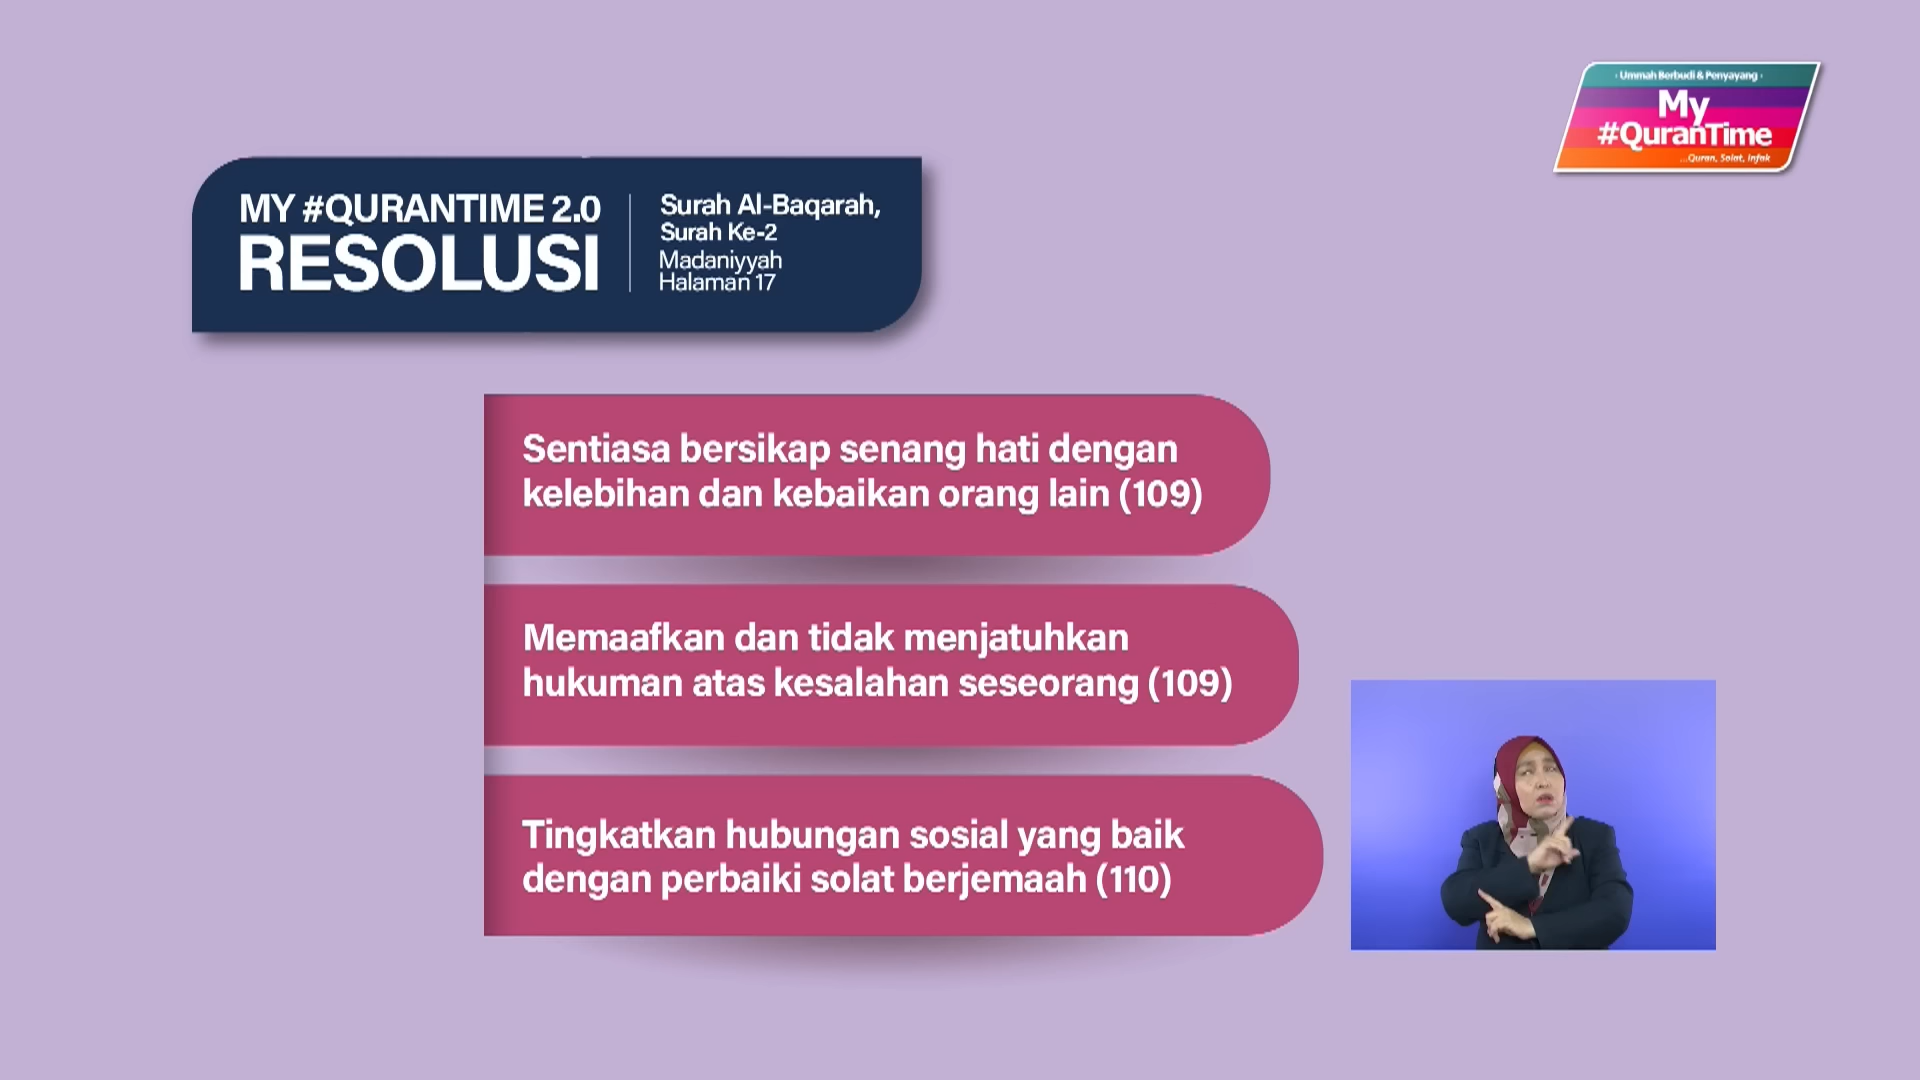 · Ummah Berbudi & Penyayang ·
My
#QuranTime
...Quran, Solat, Infak
MY #QURANTIME 2.0
RESOLUSI
Surah Al-Baqarah,
Surah Ke-2
Madaniyyah
Halaman 17
Sentiasa bersikap senang hati dengan
kelebihan dan kebaikan orang lain (109)
Memaafkan dan tidak menjatuhkan
hukuman atas kesalahan seseorang (109)
Tingkatkan hubungan sosial yang baik
dengan perbaiki solat berjemaah (110)